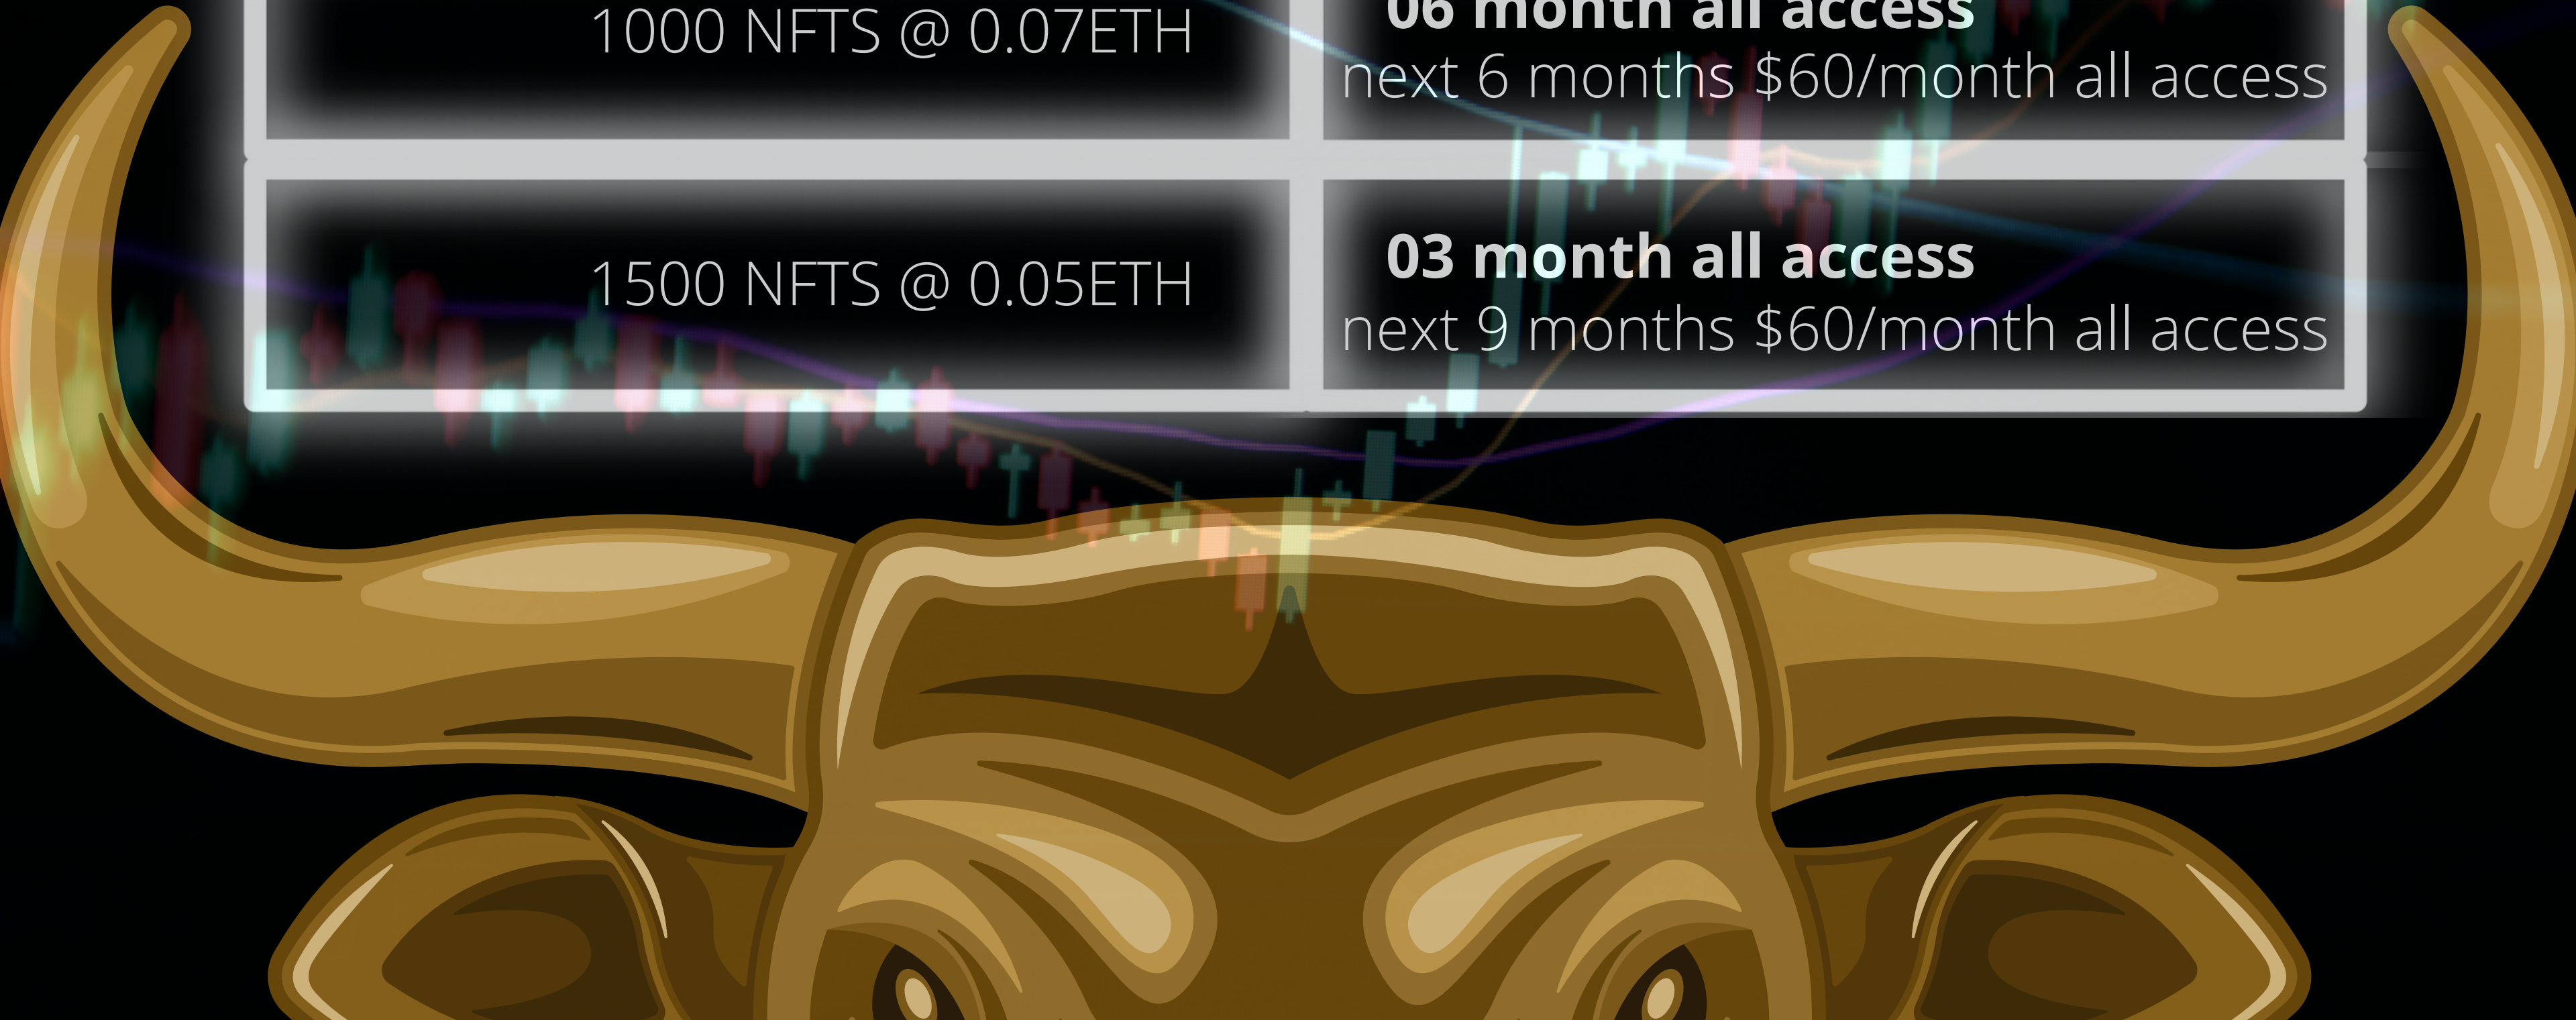 1000 NFTS @ 0.07ETH
06 month all access
next 6 months $60/month all access
1500 NFTS @ 0.05ETH
03 month all access
next 9 months $60/month all access